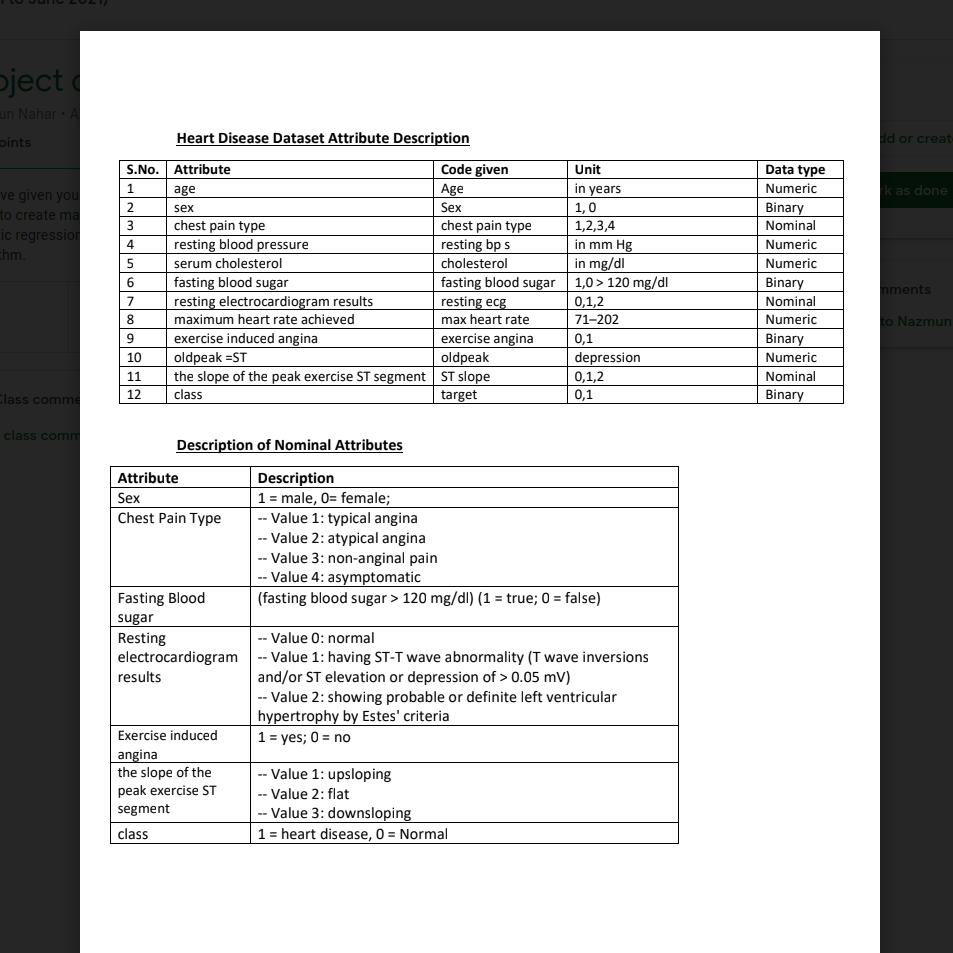 to June 2021)
oject
un Nahar • A
oints
ve given you
to create ma
tic regression
thm.
Class comme
class comm
dd or creat
rk as done
mments
to Nazmun
Heart Disease Dataset Attribute Description
S.No. Attribute Code given Unit Data type
1 age Age in years Numeric
2 sex Sex 1, 0 Binary
3 chest pain type chest pain type 1,2,3,4 Nominal
4 resting blood pressure resting bp s in mm Hg Numeric
5 serum cholesterol cholesterol in mg/dl Numeric
6 fasting blood sugar fasting blood sugar 1,0 > 120 mg/dl Binary
7 resting electrocardiogram results resting ecg 0,1,2 Nominal
8 maximum heart rate achieved max heart rate 71–202 Numeric
9 exercise induced angina exercise angina 0,1 Binary
10 oldpeak =ST oldpeak depression Numeric
11 the slope of the peak exercise ST segment ST slope 0,1,2 Nominal
12 class target 0,1 Binary
Description of Nominal Attributes
Attribute Description
Sex 1 = male, 0= female;
Chest Pain Type -- Value 1: typical angina
-- Value 2: atypical angina
-- Value 3: non-anginal pain
-- Value 4: asymptomatic
Fasting Blood (fasting blood sugar > 120 mg/dl) (1 = true; 0 = false)
sugar
Resting -- Value 0: normal
electrocardiogram -- Value 1: having ST-T wave abnormality (T wave inversions
results and/or ST elevation or depression of > 0.05 mV)
-- Value 2: showing probable or definite left ventricular
hypertrophy by Estes' criteria
Exercise induced 1 = yes; 0 = no
angina
the slope of the -- Value 1: upsloping
peak exercise ST -- Value 2: flat
segment -- Value 3: downsloping
class 1 = heart disease, 0 = Normal